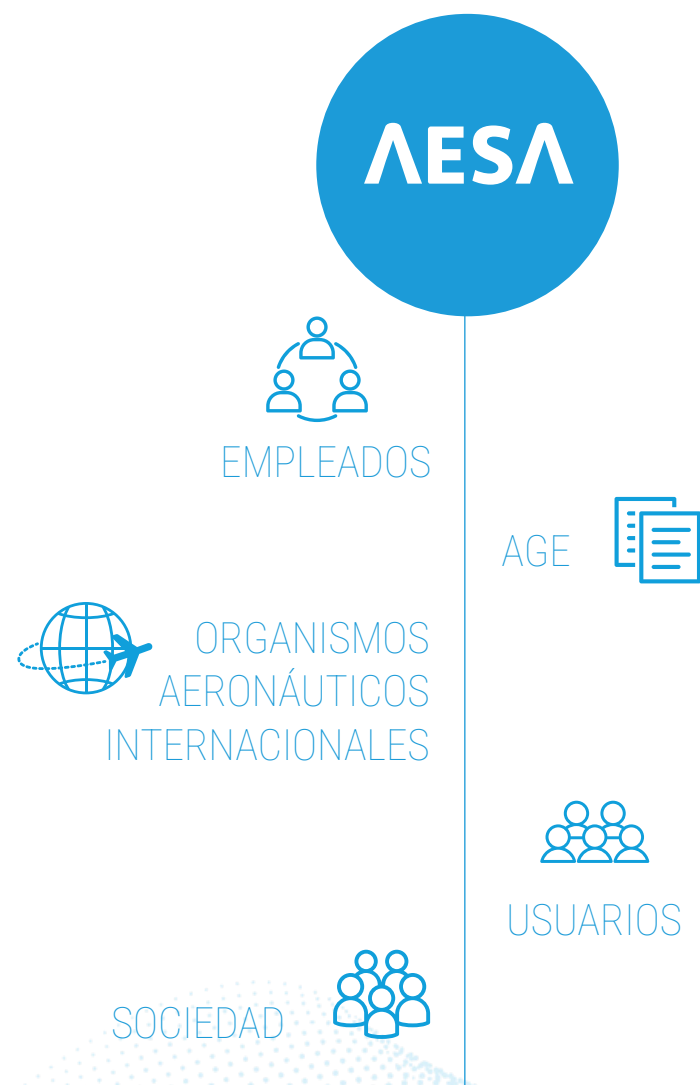 AESA
EMPLEADOS
AGE
ORGANISMOS
AERONÁUTICOS
INTERNACIONALES
USUARIOS
SOCIEDAD